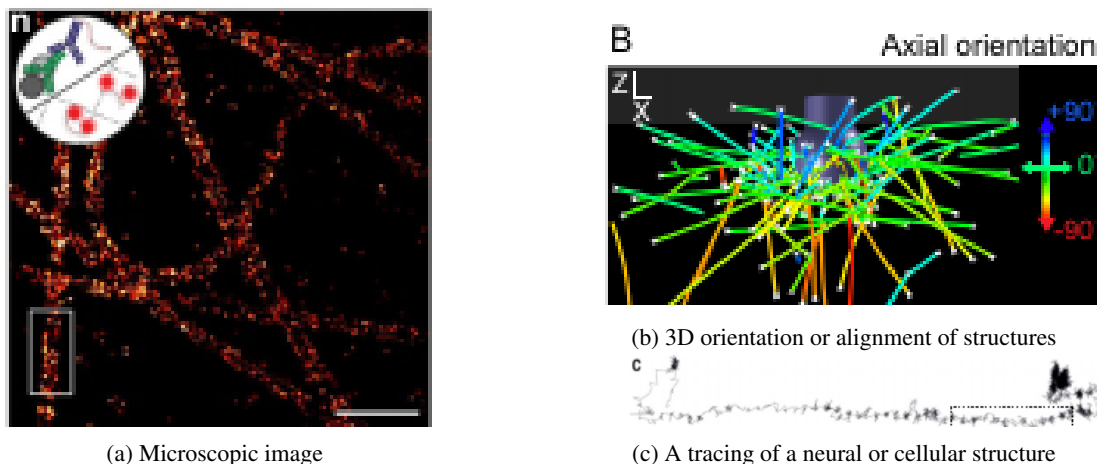 n
(a) Microscopic image
B
Axial orientation
Z
X
+90
0
-90
(b) 3D orientation or alignment of structures
c
(c) A tracing of a neural or cellular structure